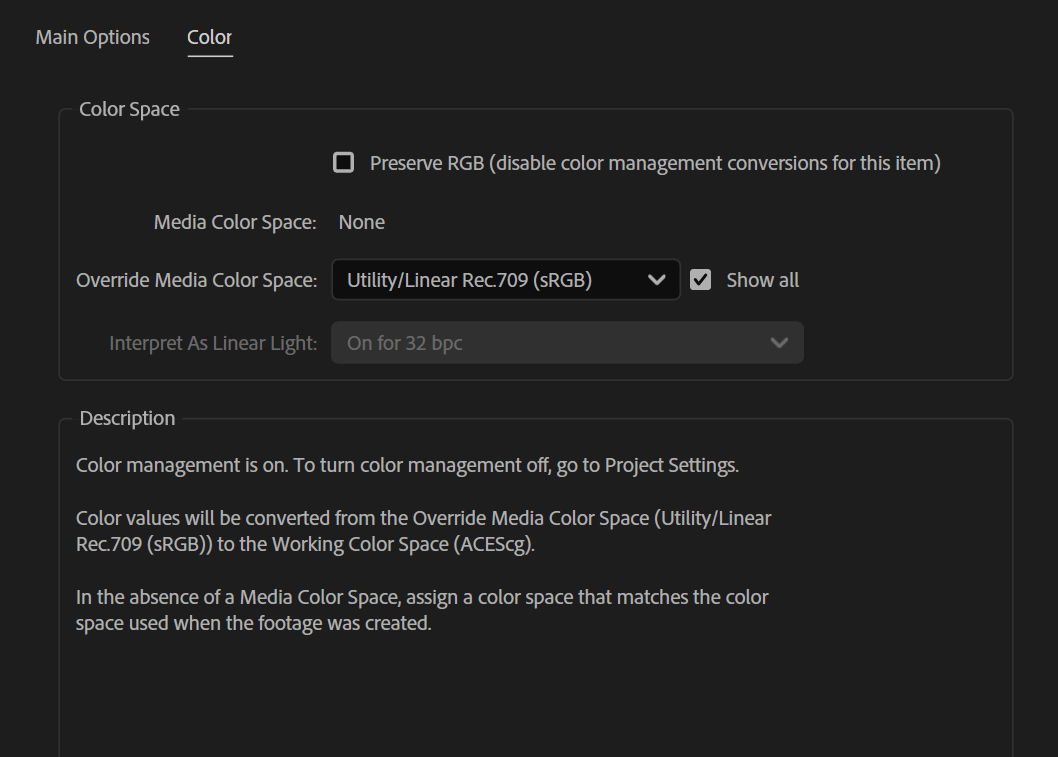 Main Options Color
Color Space
Preserve RGB (disable color management conversions for this item)
Media Color Space: None
Override Media Color Space: Utility/Linear Rec.709 (sRGB) Show all
Interpret As Linear Light: On for 32 bpc
Description
Color management is on. To turn color management off, go to Project Settings.
Color values will be converted from the Override Media Color Space (Utility/Linear
Rec.709 (sRGB)) to the Working Color Space (ACEScg).
In the absence of a Media Color Space, assign a color space that matches the color
space used when the footage was created.